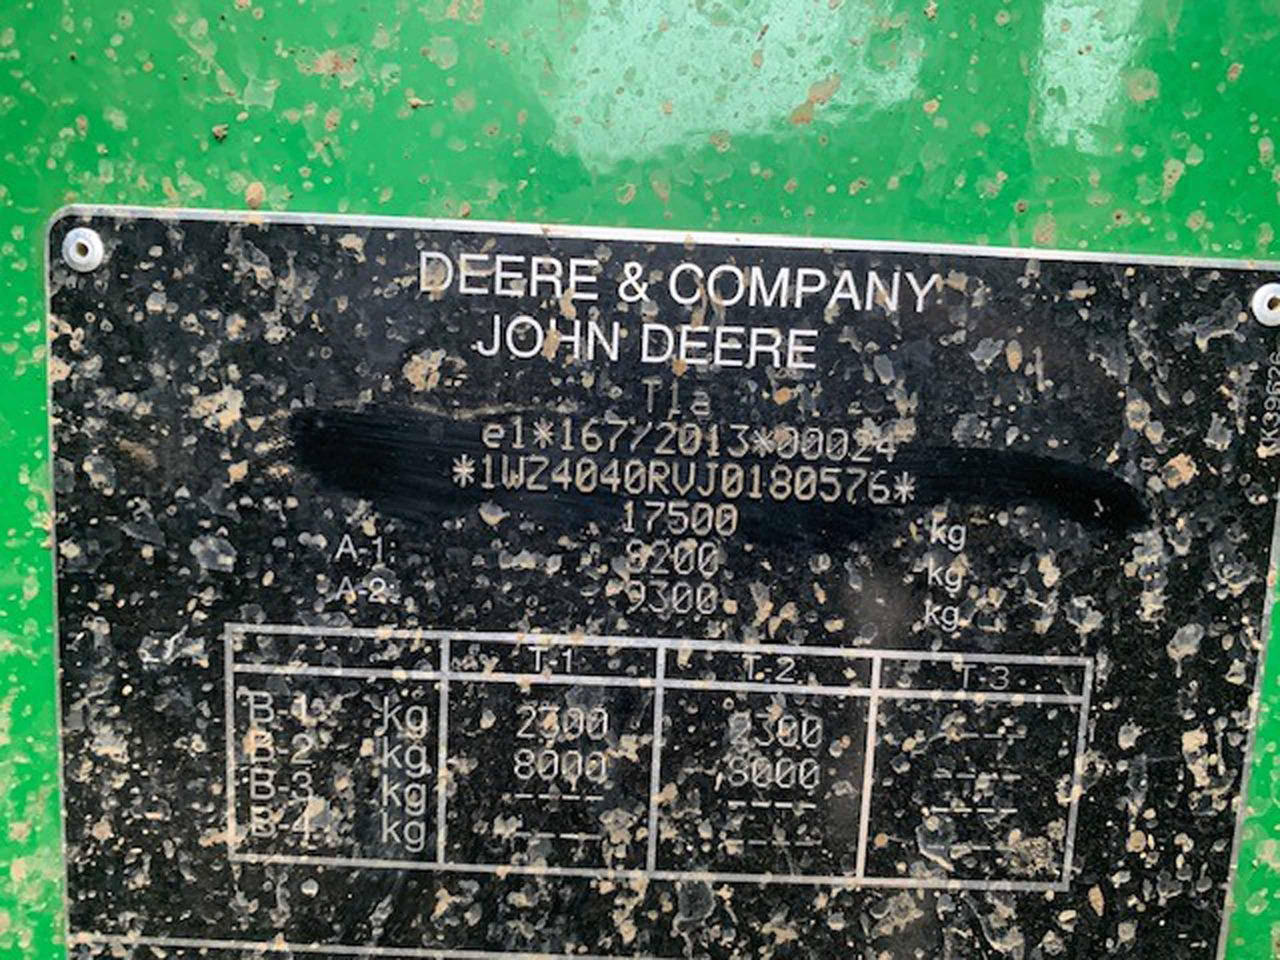 DEERE & COMPANY
JOHN DEERE
T1a
e1*167/2013*00024
*1WZ4040RVJ0180576*
17500 kg
A-1: 8200 kg
A-2: 9300 kg
T-1 T-2 T-3
B-1 kg 2300 2300 ----
B-2 kg 8000 8000 ----
B-3 kg ---- ---- ----
B-4 kg ---- ---- ----